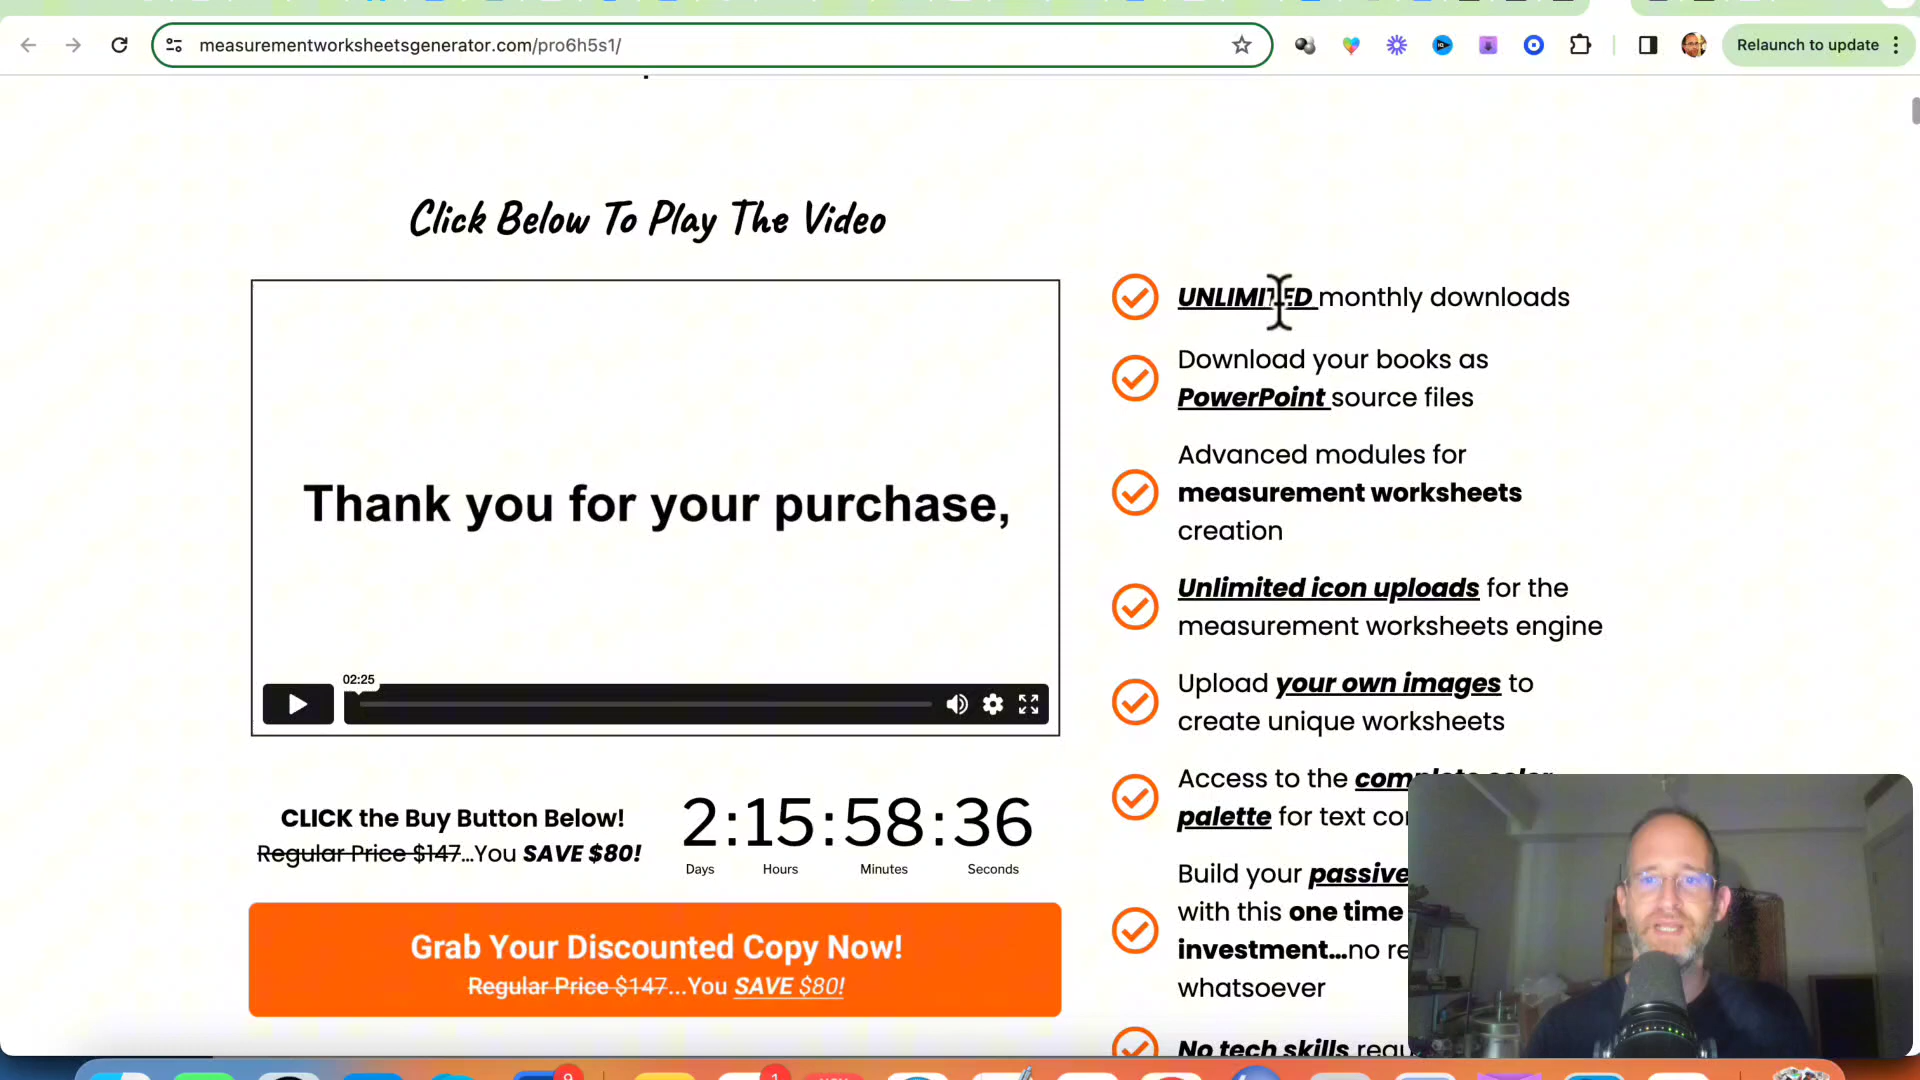 measurementworksheetsgenerator.com/pro6h5s1/
Relaunch to update
Click Below To Play The Video
Thank you for your purchase,
02:25
CLICK the Buy Button Below!
Regular Price $147...You SAVE $80!
2:15:58:36
Days Hours Minutes Seconds
Grab Your Discounted Copy Now!
Regular Price $147...You SAVE $80!
UNLIMITED monthly downloads
Download your books as
PowerPoint source files
Advanced modules for
measurement worksheets
creation
Unlimited icon uploads for the
measurement worksheets engine
Upload your own images to
create unique worksheets
Access to the complete color
palette for text
Build your passive
with this one time
investment...no
whatsoever
No tech skills